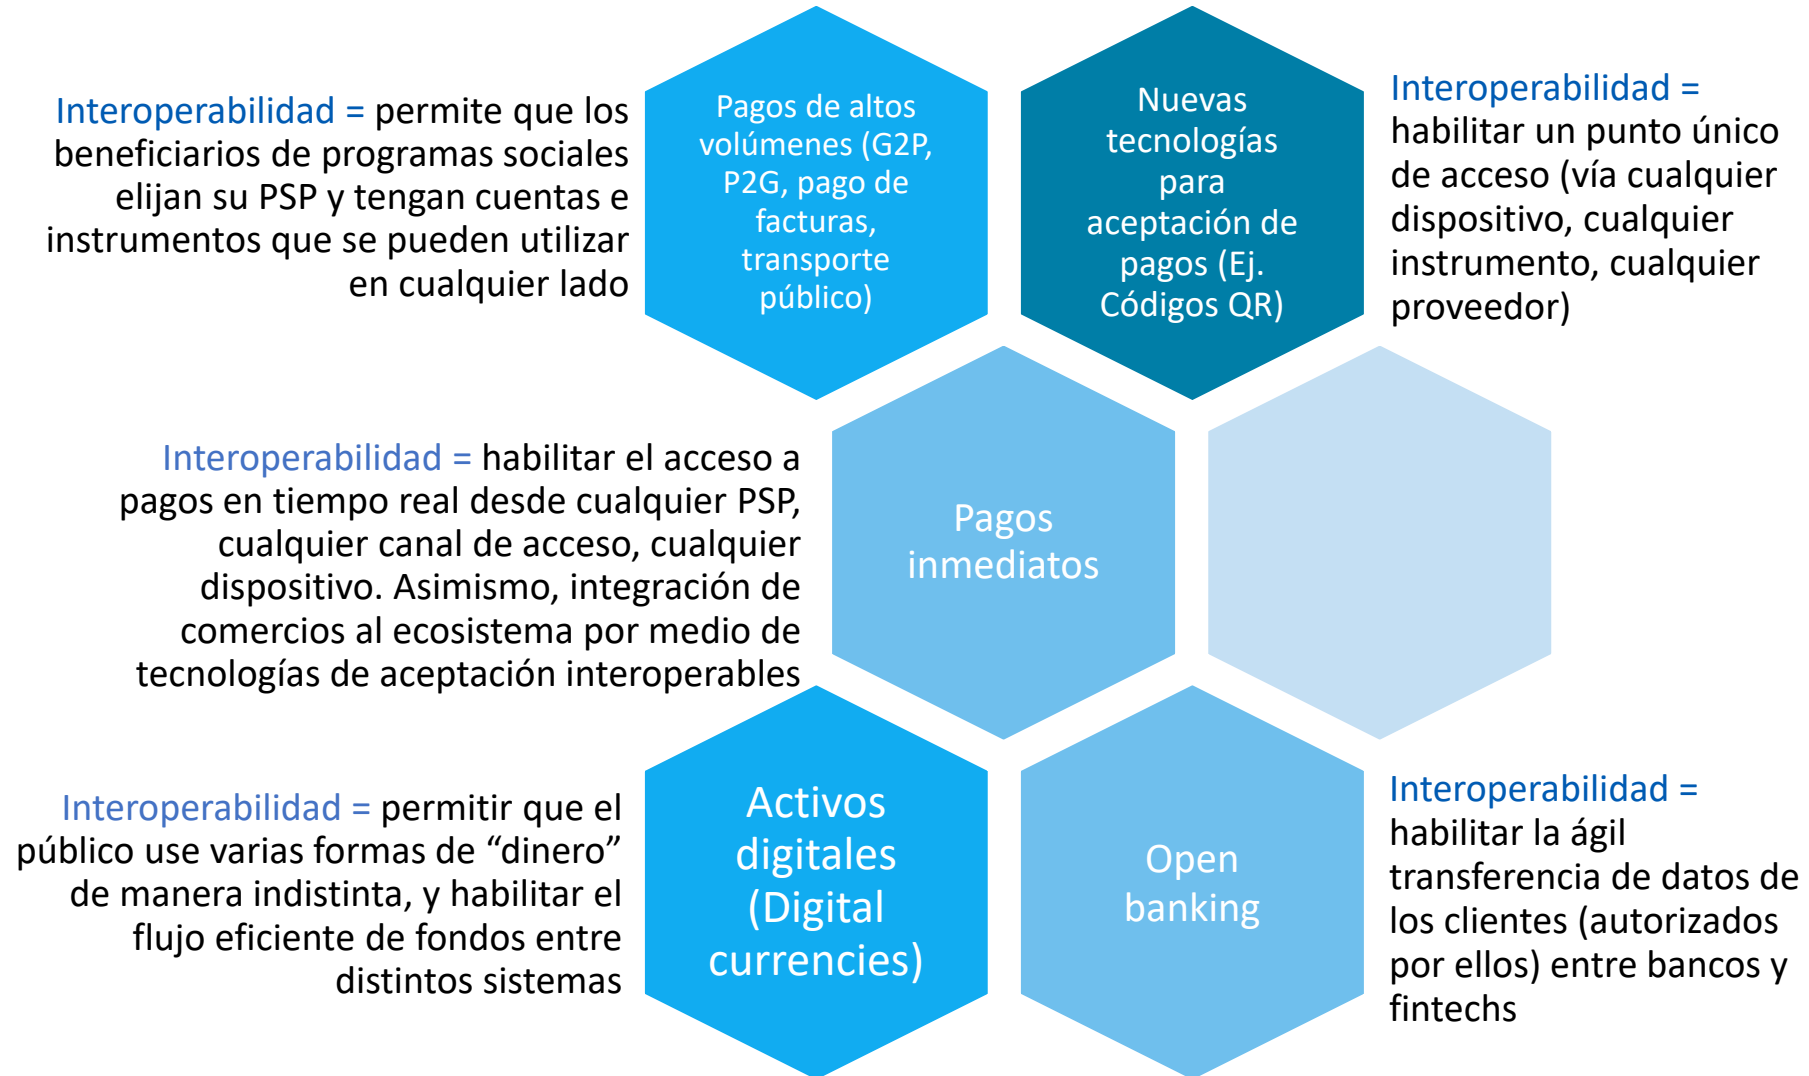 Interoperabilidad = permite que los
beneficiarios de programas sociales
elijan su PSP y tengan cuentas e
instrumentos que se pueden utilizar
en cualquier lado
Pagos de altos
volúmenes (G2P,
P2G, pago de
facturas,
transporte
público)
Nuevas
tecnologías
para
aceptación de
pagos (Ej.
Códigos QR)
Interoperabilidad =
habilitar un punto único
de acceso (vía cualquier
dispositivo, cualquier
instrumento, cualquier
proveedor)
Interoperabilidad = habilitar el acceso a
pagos en tiempo real desde cualquier PSP,
cualquier canal de acceso, cualquier
dispositivo. Asimismo, integración de
comercios al ecosistema por medio de
tecnologías de aceptación interoperables
Pagos
inmediatos
Interoperabilidad = permitir que el
público use varias formas de “dinero”
de manera indistinta, y habilitar el
flujo eficiente de fondos entre
distintos sistemas
Activos
digitales
(Digital
currencies)
Open
banking
Interoperabilidad =
habilitar la ágil
transferencia de datos de
los clientes (autorizados
por ellos) entre bancos y
fintechs